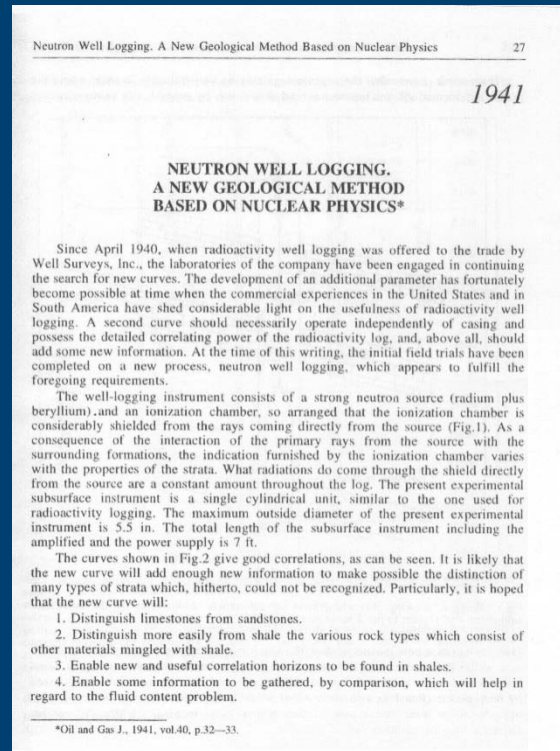 Neutron Well Logging. A New Geological Method Based on Nuclear Physics 27
1941
NEUTRON WELL LOGGING.
A NEW GEOLOGICAL METHOD
BASED ON NUCLEAR PHYSICS*
Since April 1940, when radioactivity well logging was offered to the trade by
Well Surveys, Inc., the laboratories of the company have been engaged in continuing
the search for new curves. The development of an additional parameter has fortunately
become possible at time when the commercial experiences in the United States and in
South America have shed considerable light on the usefulness of radioactivity well
logging. A second curve should necessarily operate independently of casing and
possess the detailed correlating power of the radioactivity log, and, above all, should
add some new information. At the time of this writing, the initial field trials have been
completed on a new process, neutron well logging, which appears to fulfill the
foregoing requirements.
The well-logging instrument consists of a strong neutron source (radium plus
beryllium).and an ionization chamber, so arranged that the ionization chamber is
considerably shielded from the rays coming directly from the source (Fig.1). As a
consequence of the interaction of the primary rays from the source with the
surrounding formations, the indication furnished by the ionization chamber varies
with the properties of the strata. What radiations do come through the shield directly
from the source are a constant amount throughout the log. The present experimental
subsurface instrument is a single cylindrical unit, similar to the one used for
radioactivity logging. The maximum outside diameter of the present experimental
instrument is 5.5 in. The total length of the subsurface instrument including the
amplified and the power supply is 7 ft.
The curves shown in Fig.2 give good correlations, as can be seen. It is likely that
the new curve will add enough new information to make possible the distinction of
many types of strata which, hitherto, could not be recognized. Particularly, it is hoped
that the new curve will:
1. Distinguish limestones from sandstones.
2. Distinguish more easily from shale the various rock types which consist of
other materials mingled with shale.
3. Enable new and useful correlation horizons to be found in shales.
4. Enable some information to be gathered, by comparison, which will help in
regard to the fluid content problem.
*Oil and Gas J., 1941, vol.40, p.32—33.